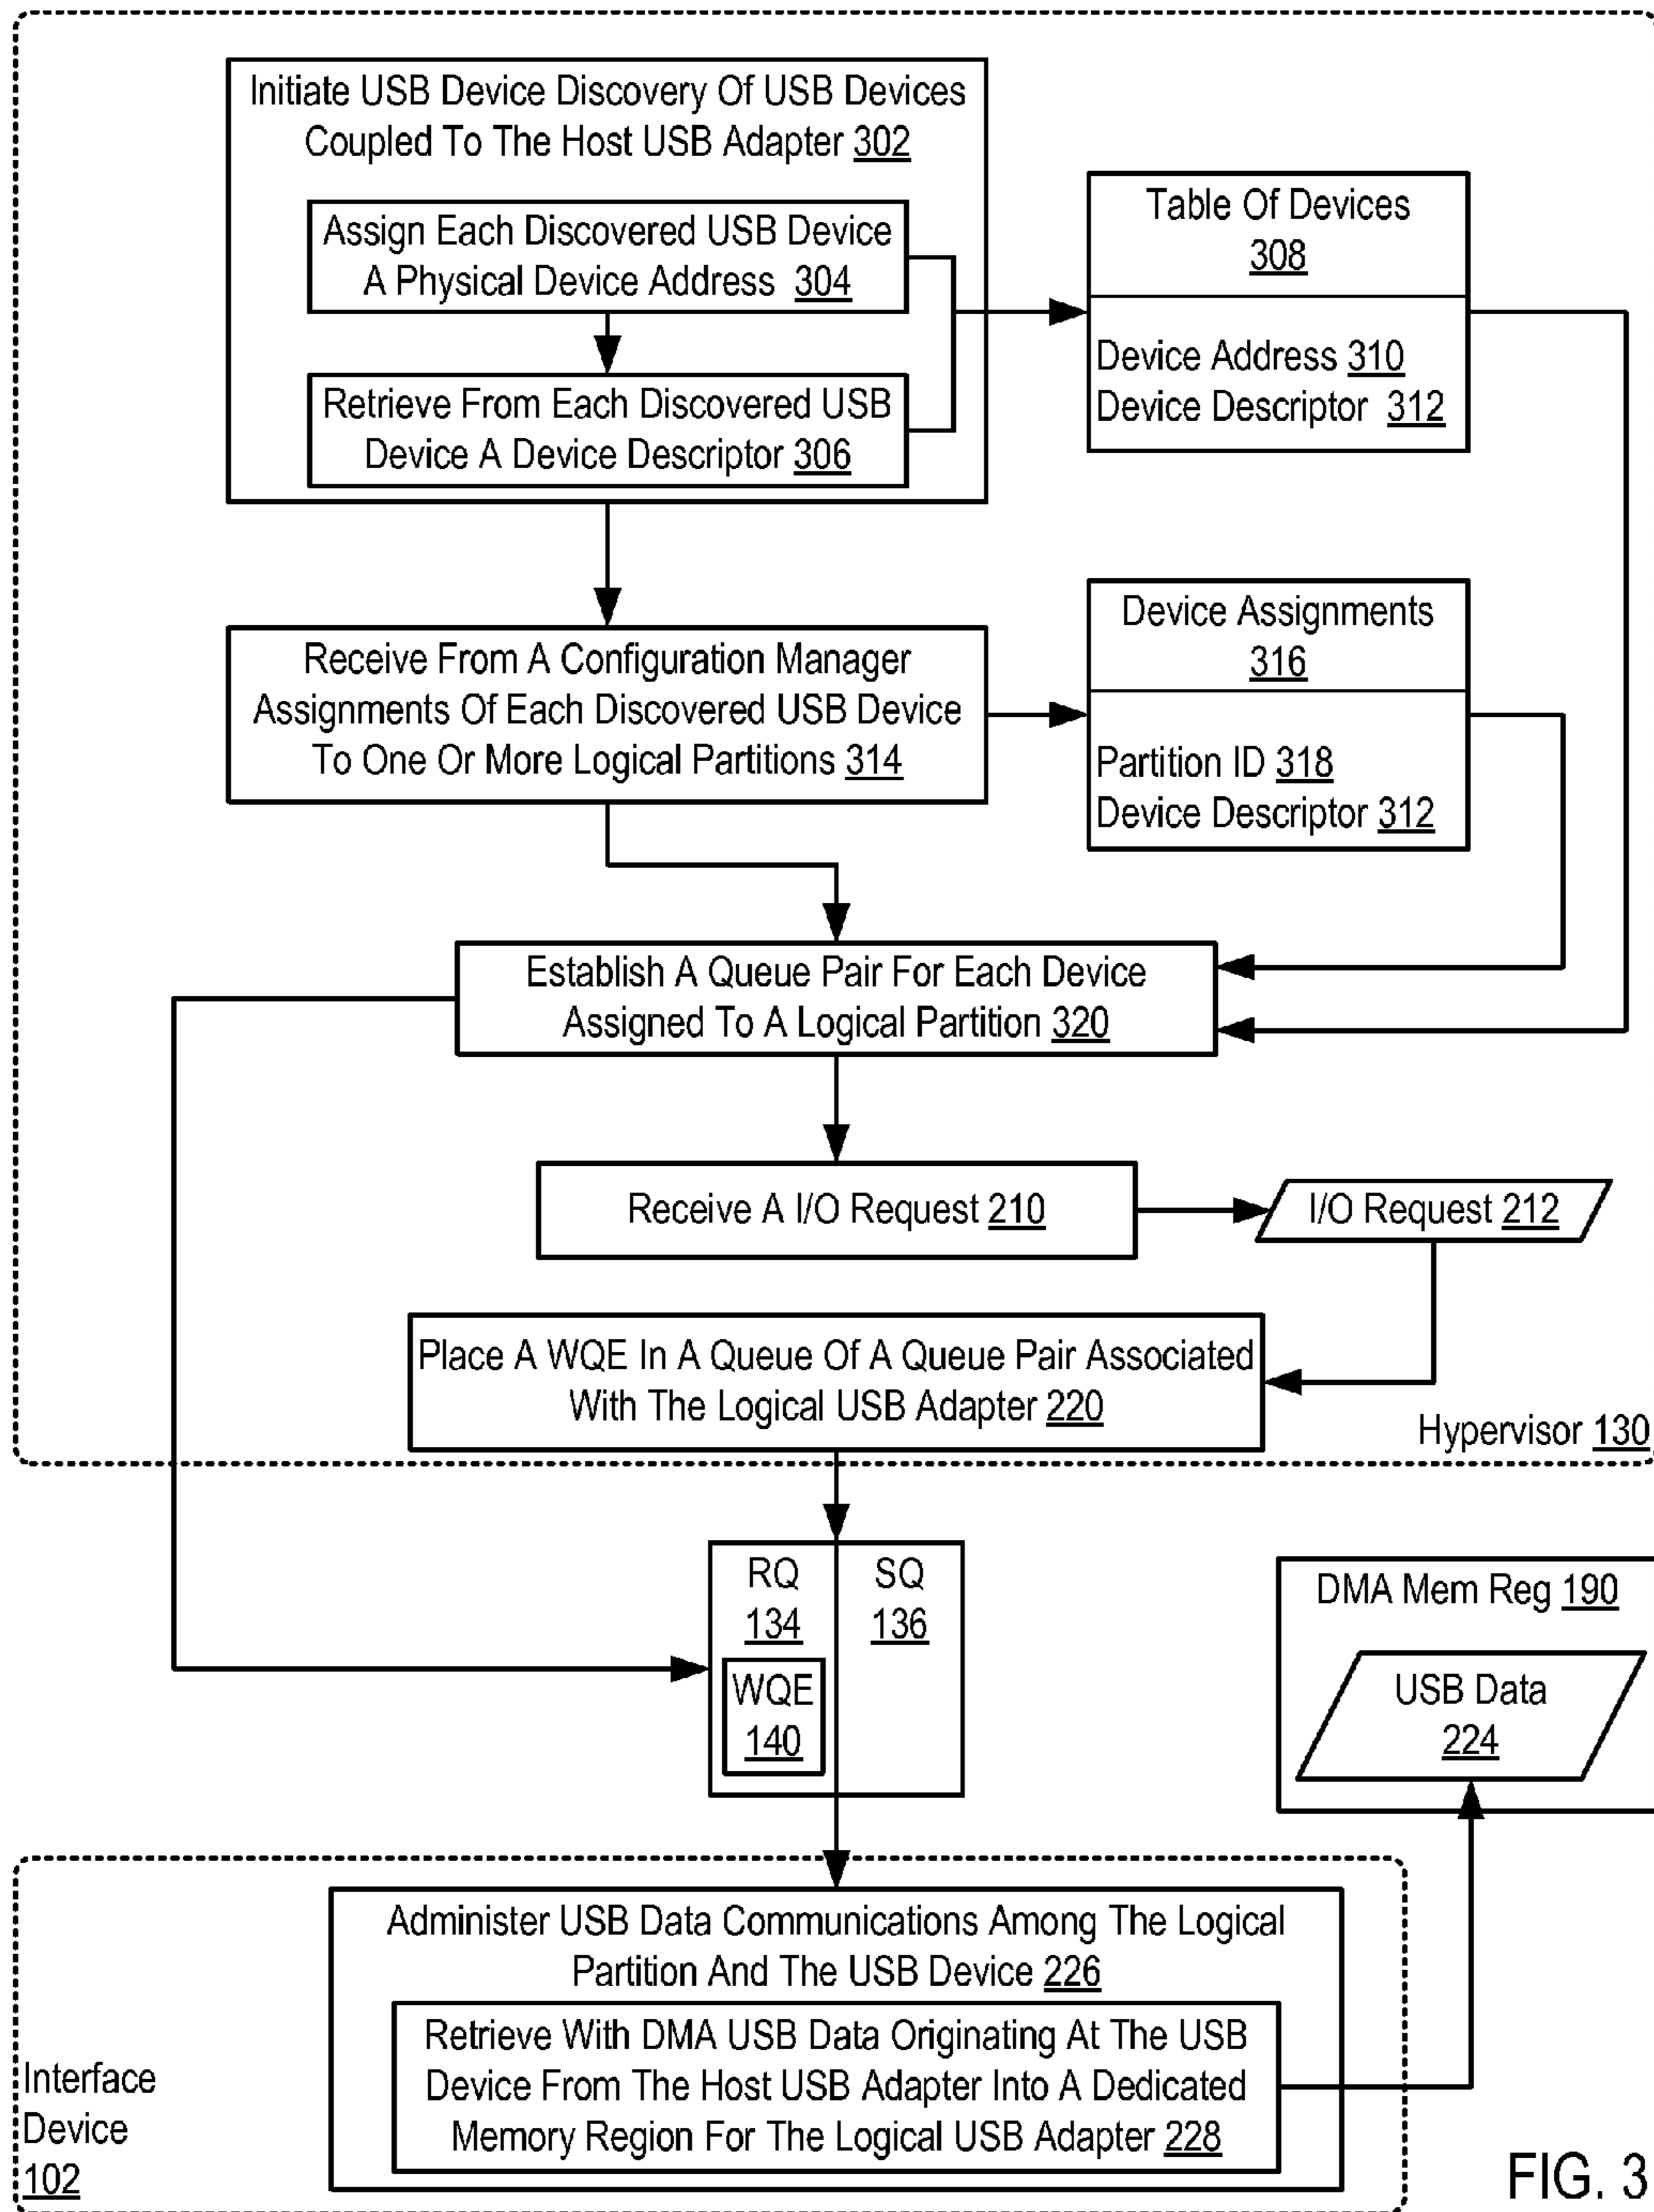 Initiate USB Device Discovery Of USB Devices
Coupled To The Host USB Adapter 302
Assign Each Discovered USB Device
A Physical Device Address 304
Retrieve From Each Discovered USB
Device A Device Descriptor 306
Table Of Devices
308
Device Address 310
Device Descriptor 312
Receive From A Configuration Manager
Assignments Of Each Discovered USB Device
To One Or More Logical Partitions 314
Device Assignments
316
Partition ID 318
Device Descriptor 312
Establish A Queue Pair For Each Device
Assigned To A Logical Partition 320
Receive A I/O Request 210
I/O Request 212
Place A WQE In A Queue Of A Queue Pair Associated
With The Logical USB Adapter 220
Hypervisor 130
RQ
134
WQE
140
SQ
136
DMA Mem Reg 190
USB Data
224
Administer USB Data Communications Among The Logical
Partition And The USB Device 226
Retrieve With DMA USB Data Originating At The USB
Device From The Host USB Adapter Into A Dedicated
Memory Region For The Logical USB Adapter 228
Interface
Device
102
FIG. 3